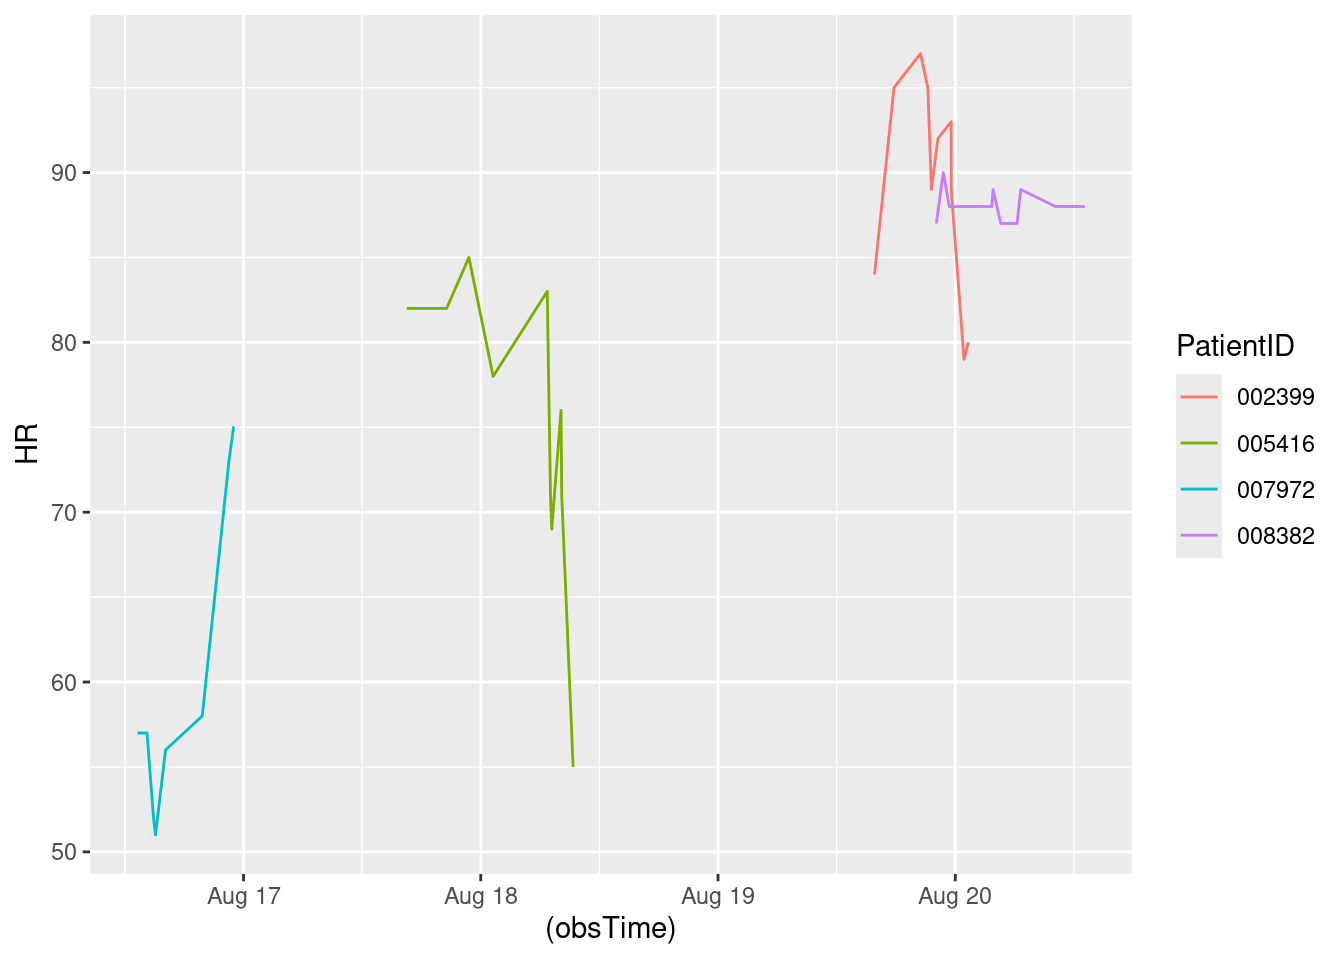 HR
90
80
70
60
50
Aug 17
Aug 18
Aug 19
Aug 20
(obsTime)
PatientID
002399
005416
007972
008382